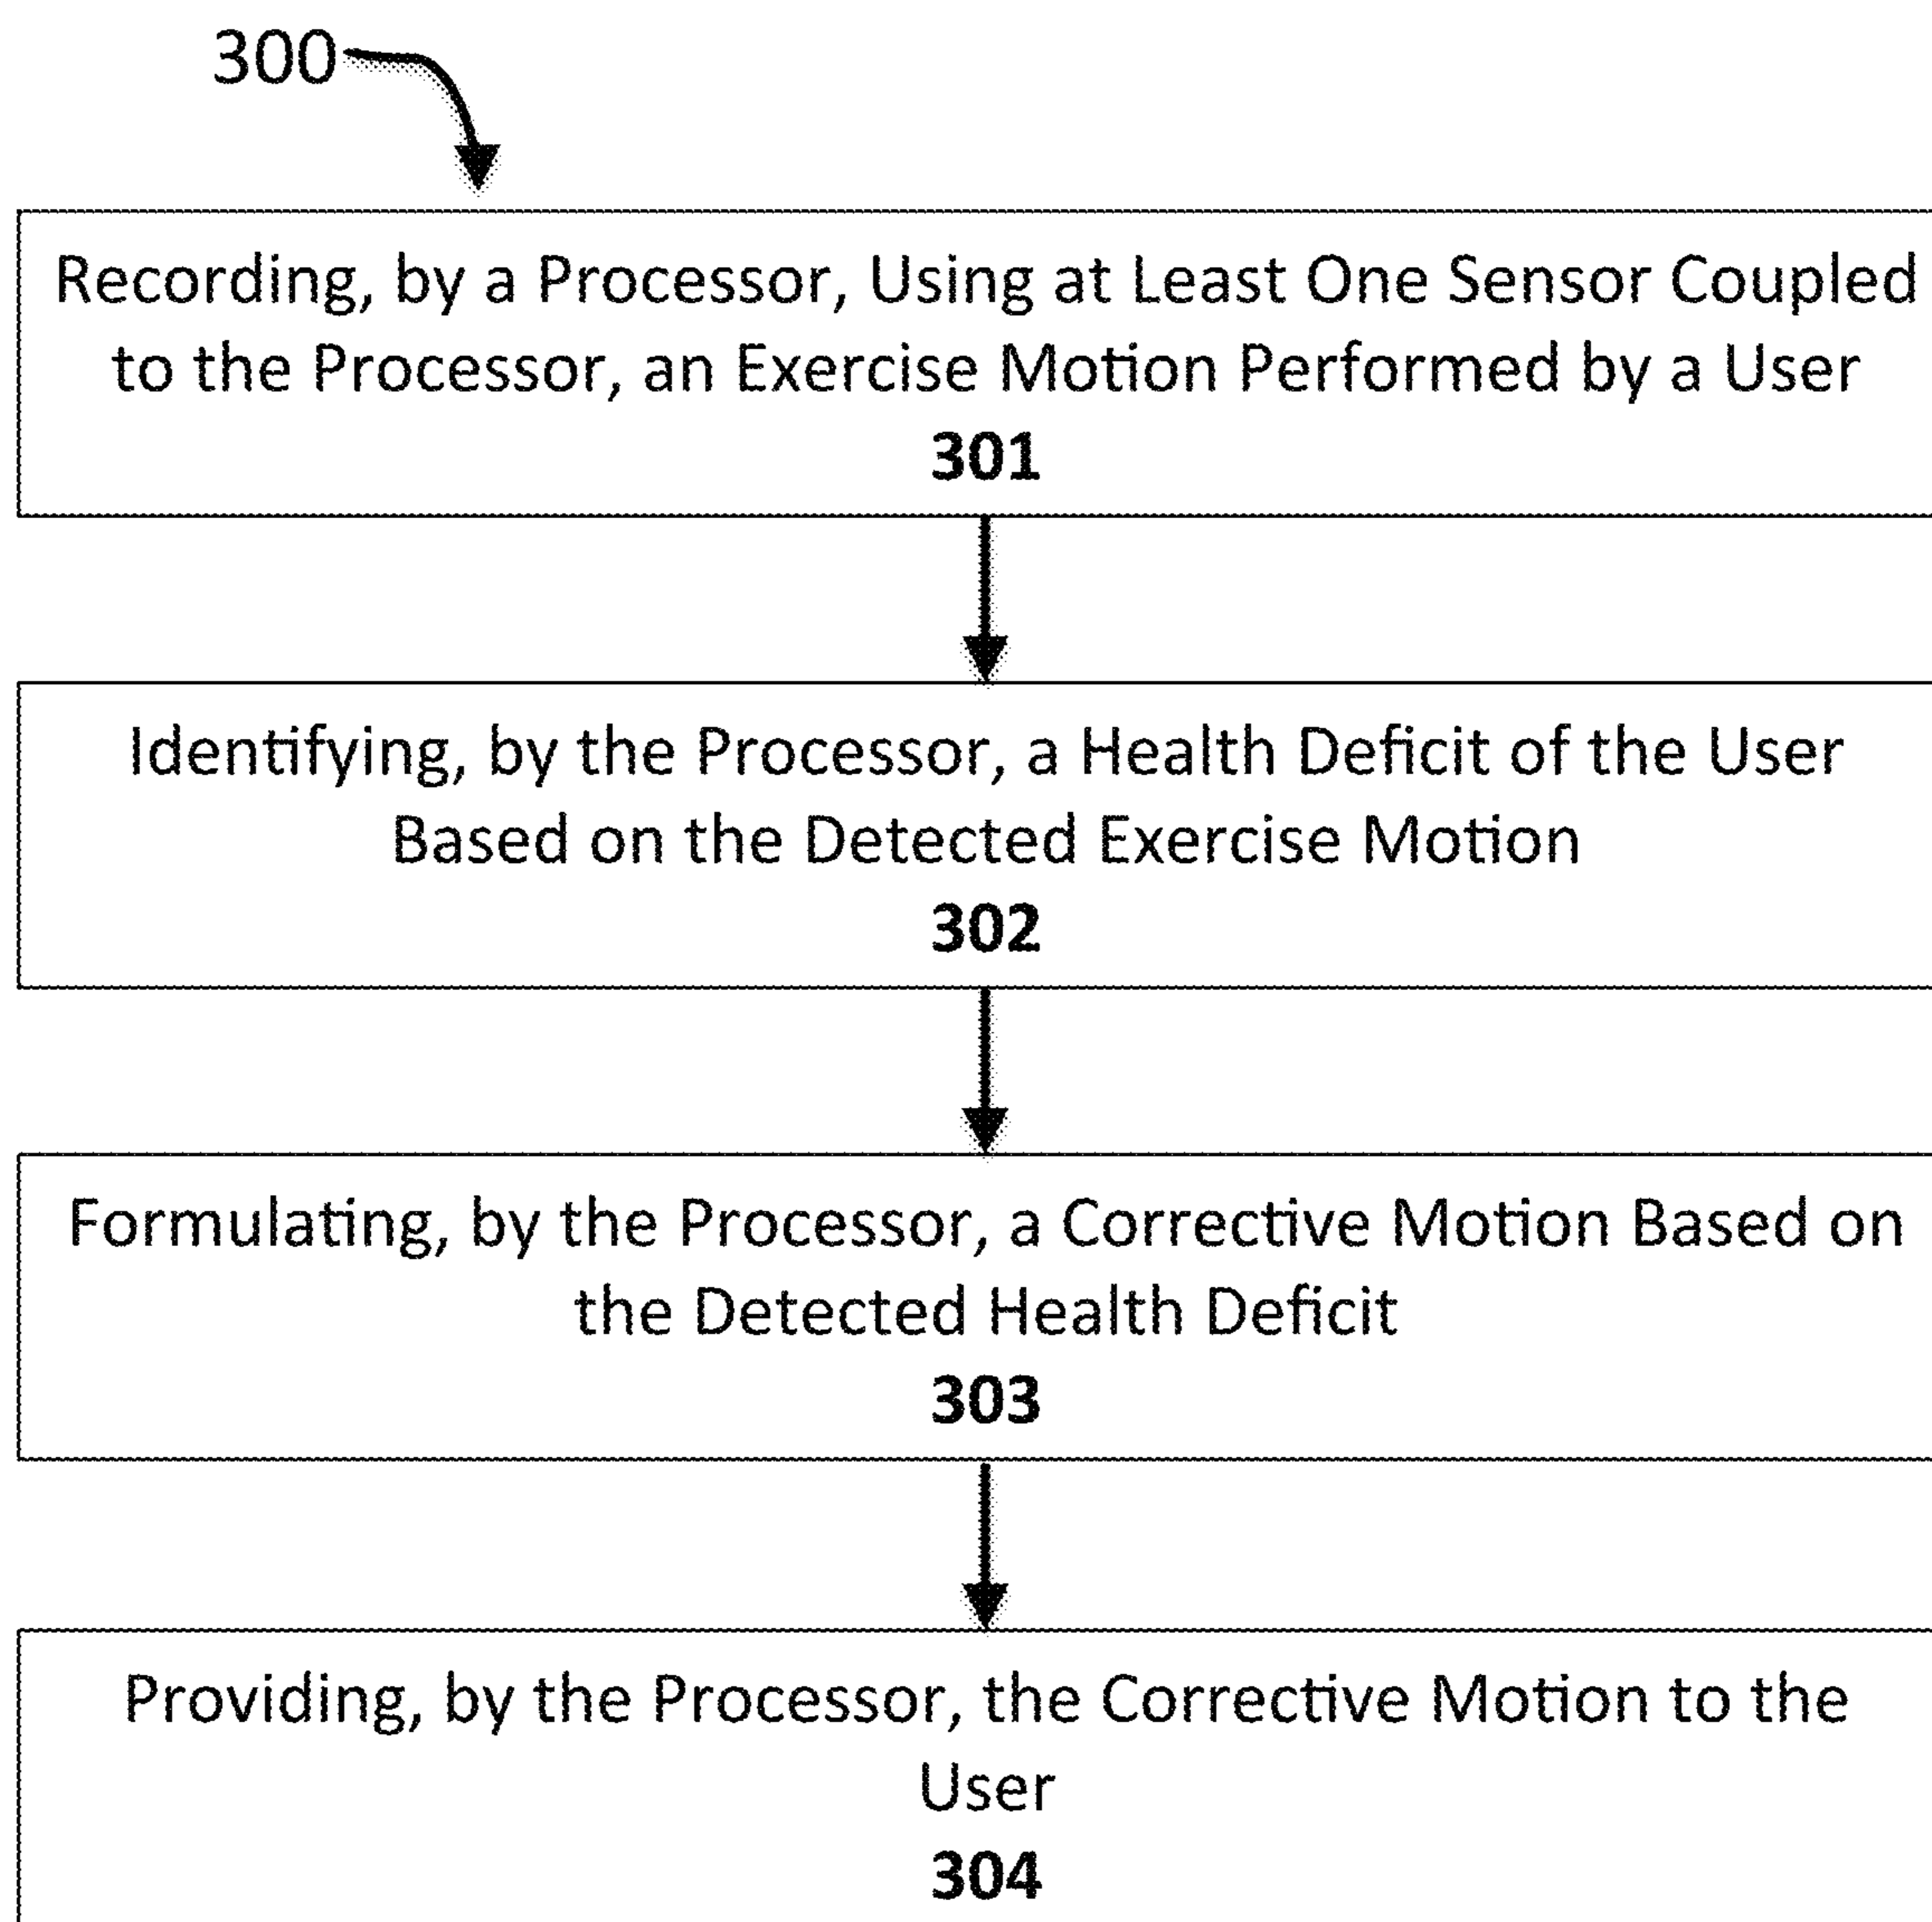 300
Recording, by a Processor, Using at Least One Sensor Coupled
to the Processor, an Exercise Motion Performed by a User
301
Identifying, by the Processor, a Health Deficit of the User
Based on the Detected Exercise Motion
302
Formulating, by the Processor, a Corrective Motion Based on
the Detected Health Deficit
303
Providing, by the Processor, the Corrective Motion to the
User
304